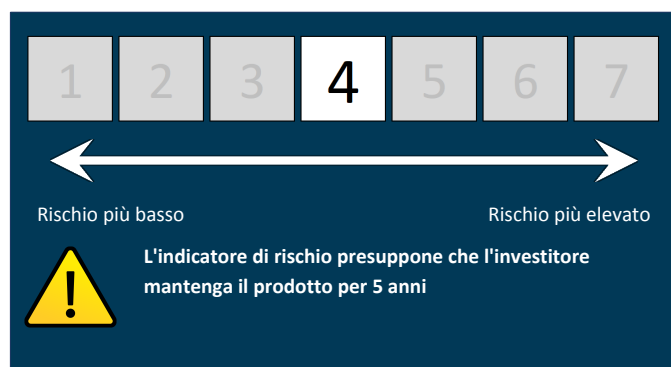 1 2 3 4 5 6 7
Rischio più basso Rischio più elevato
L'indicatore di rischio presuppone che l'investitore
mantenga il prodotto per 5 anni